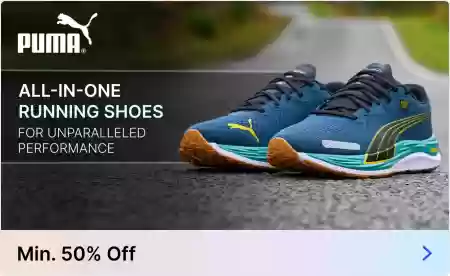 PUMA
ALL-IN-ONE
RUNNING SHOES
FOR UNPARALLELED
PERFORMANCE
Min. 50% Off